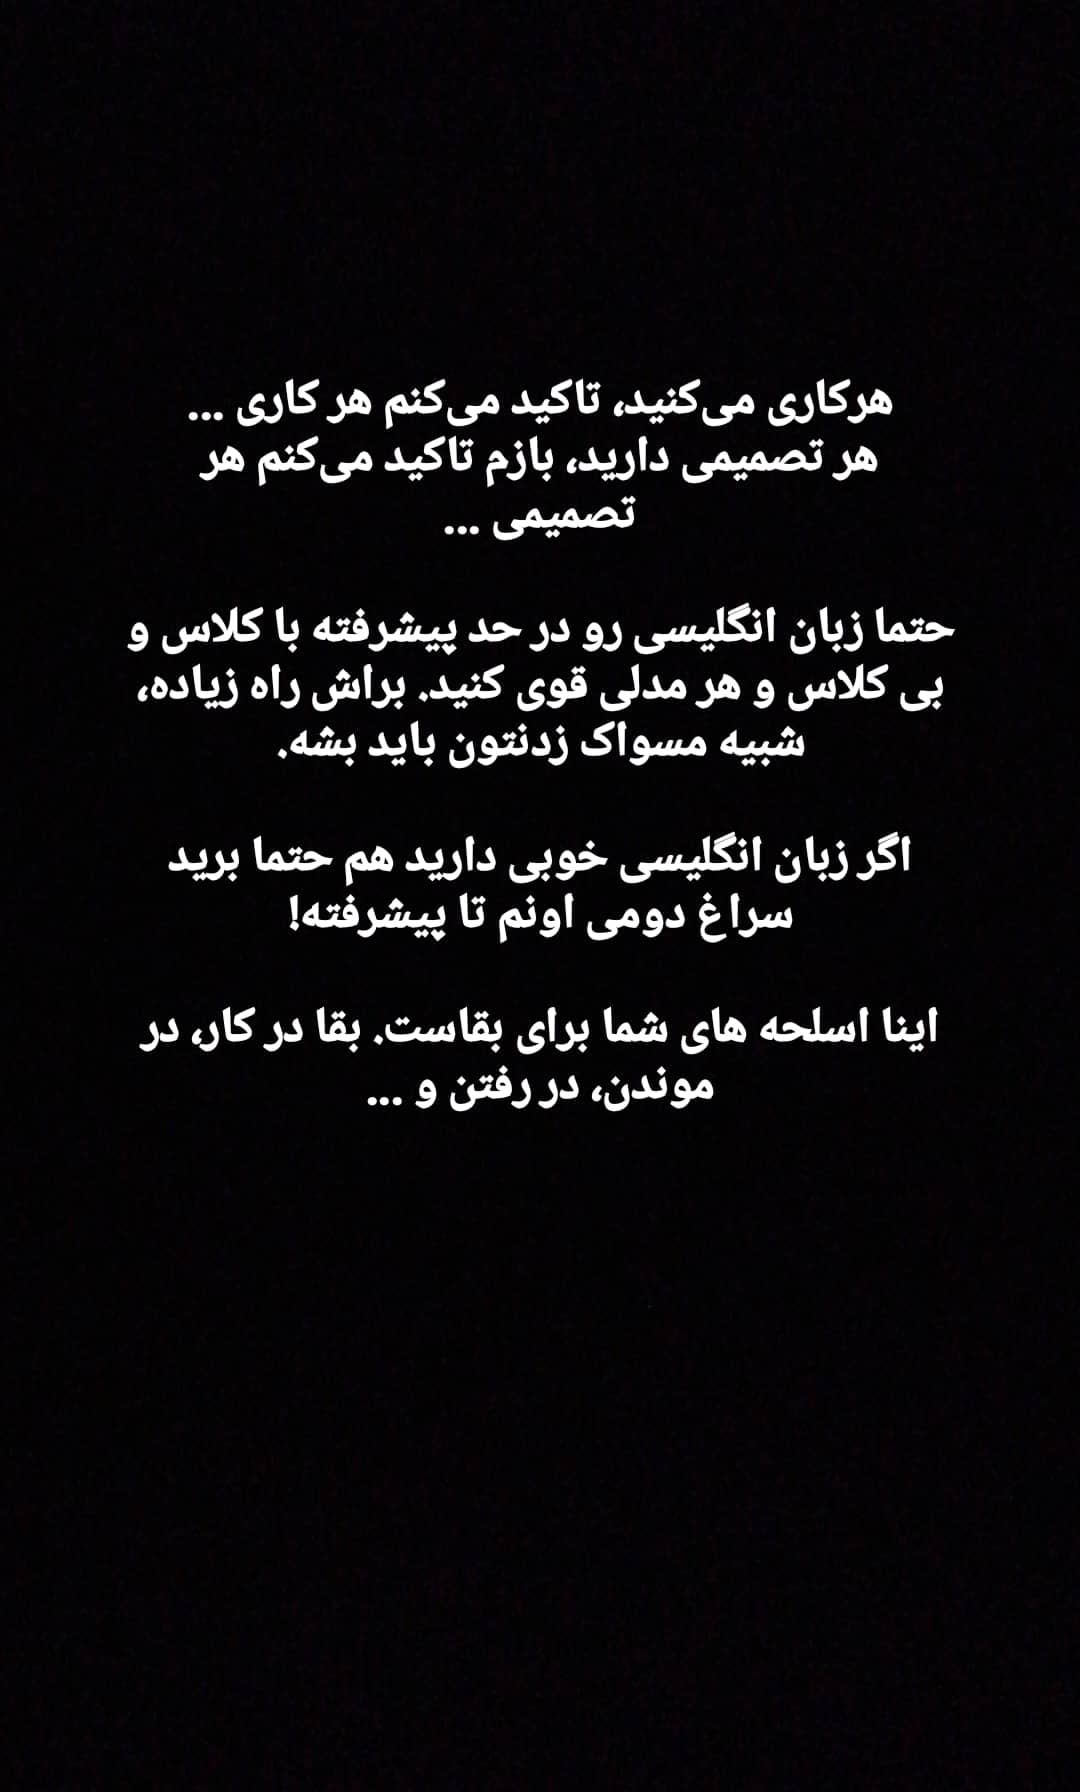 هرکاری می‌کنید، تاکید می‌کنم هر کاری ...
هر تصمیمی دارید، بازم تاکید می‌کنم هر
تصمیمی ...
حتما زبان انگلیسی رو در حد پیشرفته با کلاس و
بی کلاس و هر مدلی قوی کنید. براش راه زیاده،
شبیه مسواک زدنتون باید بشه.
اگر زبان انگلیسی خوبی دارید هم حتما برید
سراغ دومی اونم تا پیشرفته!
اینا اسلحه های شما برای بقاست. بقا در کار، در
موندن، در رفتن و ...